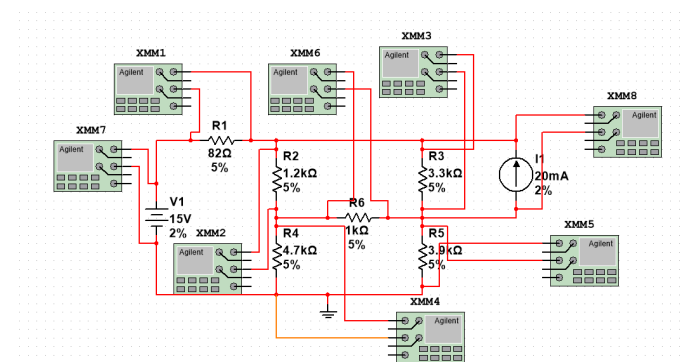 XMM3
XMM1
XMM6
Agilent
Agilent
Agilent
XMM8
XMM7
R1
Agilent
Agilent
82Ω
5%
R2
1.2kΩ
5%
R3
3.3kΩ
5%
I1
20mA
2%
V1
15V
2%
R6
1kΩ
5%
XMM2
Agilent
R4
4.7kΩ
5%
R5
3.9kΩ
5%
XMM5
Agilent
XMM4
Agilent